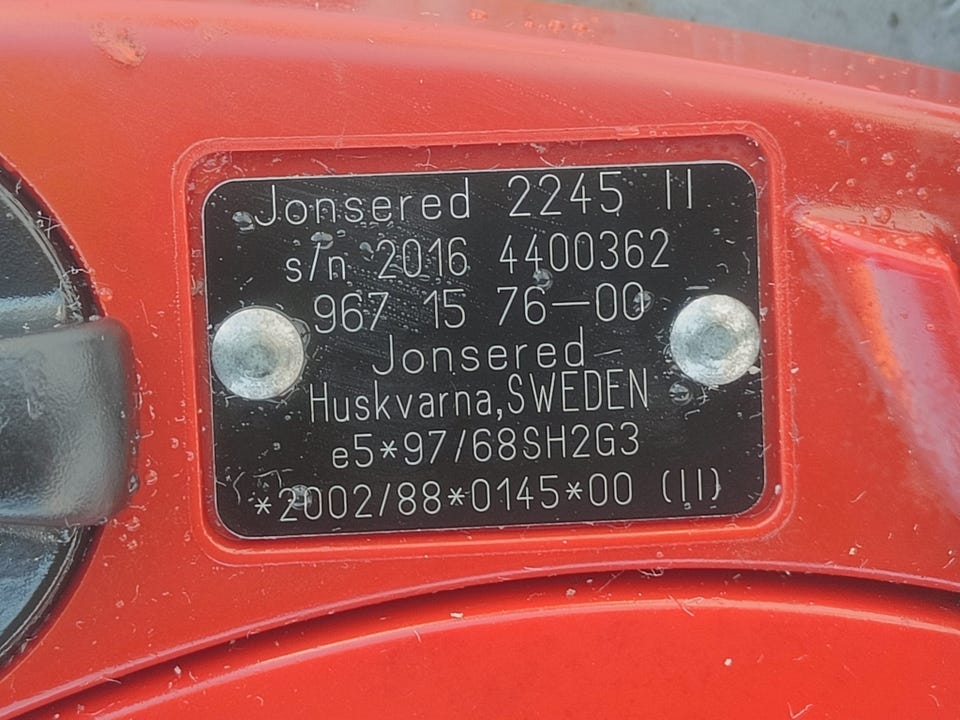 Jonsered 2245 II
s/n 2016 4400362
967 15 76-00
Jonsered
Huskvarna,SWEDEN
e5*97/68SH2G3
*2002/88*0145*00 (II)